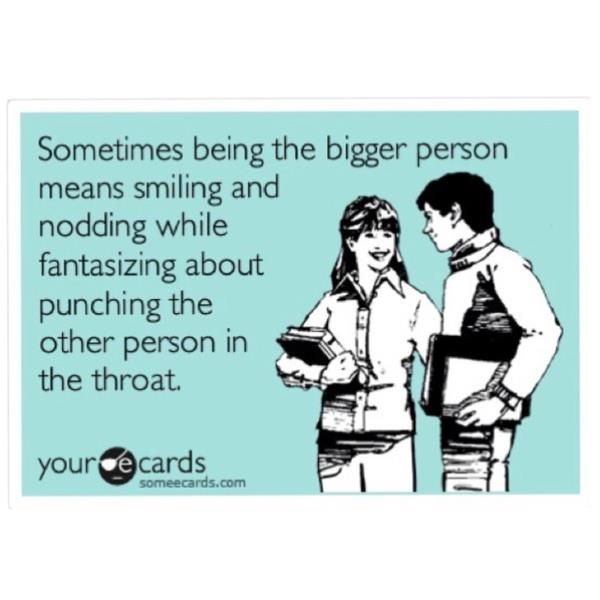 Sometimes being the bigger person
means smiling and
nodding while
fantasizing about
punching the
other person in
the throat.
your e cards
someecards.com